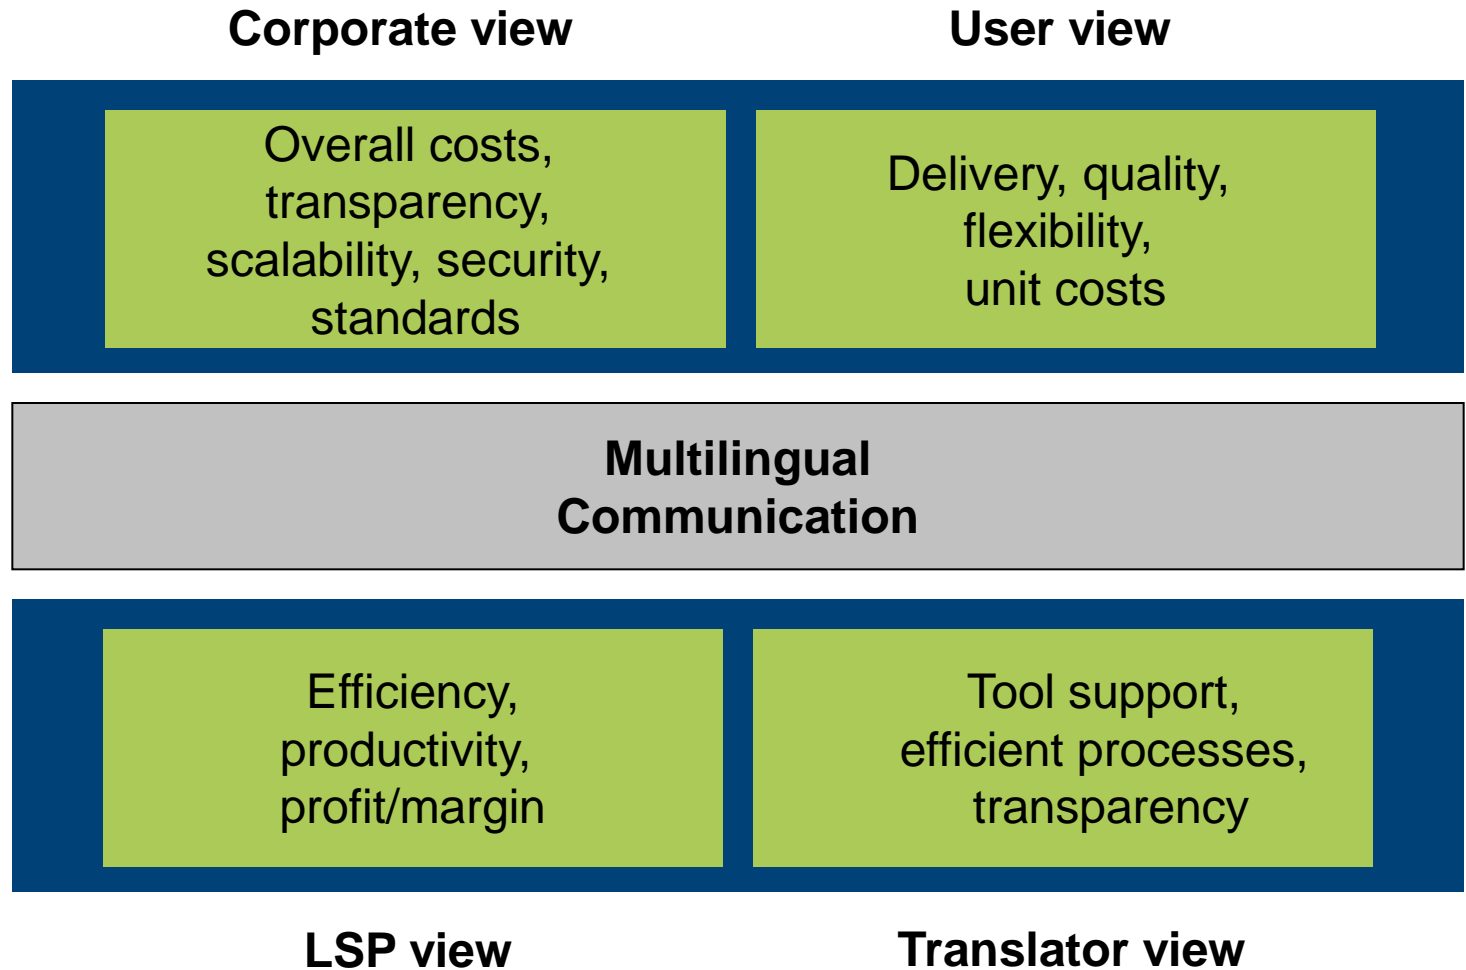 Corporate view
User view
Overall costs,
transparency,
scalability, security,
standards
Delivery, quality,
flexibility,
unit costs
Multilingual
Communication
Efficiency,
productivity,
profit/margin
Tool support,
efficient processes,
transparency
LSP view
Translator view